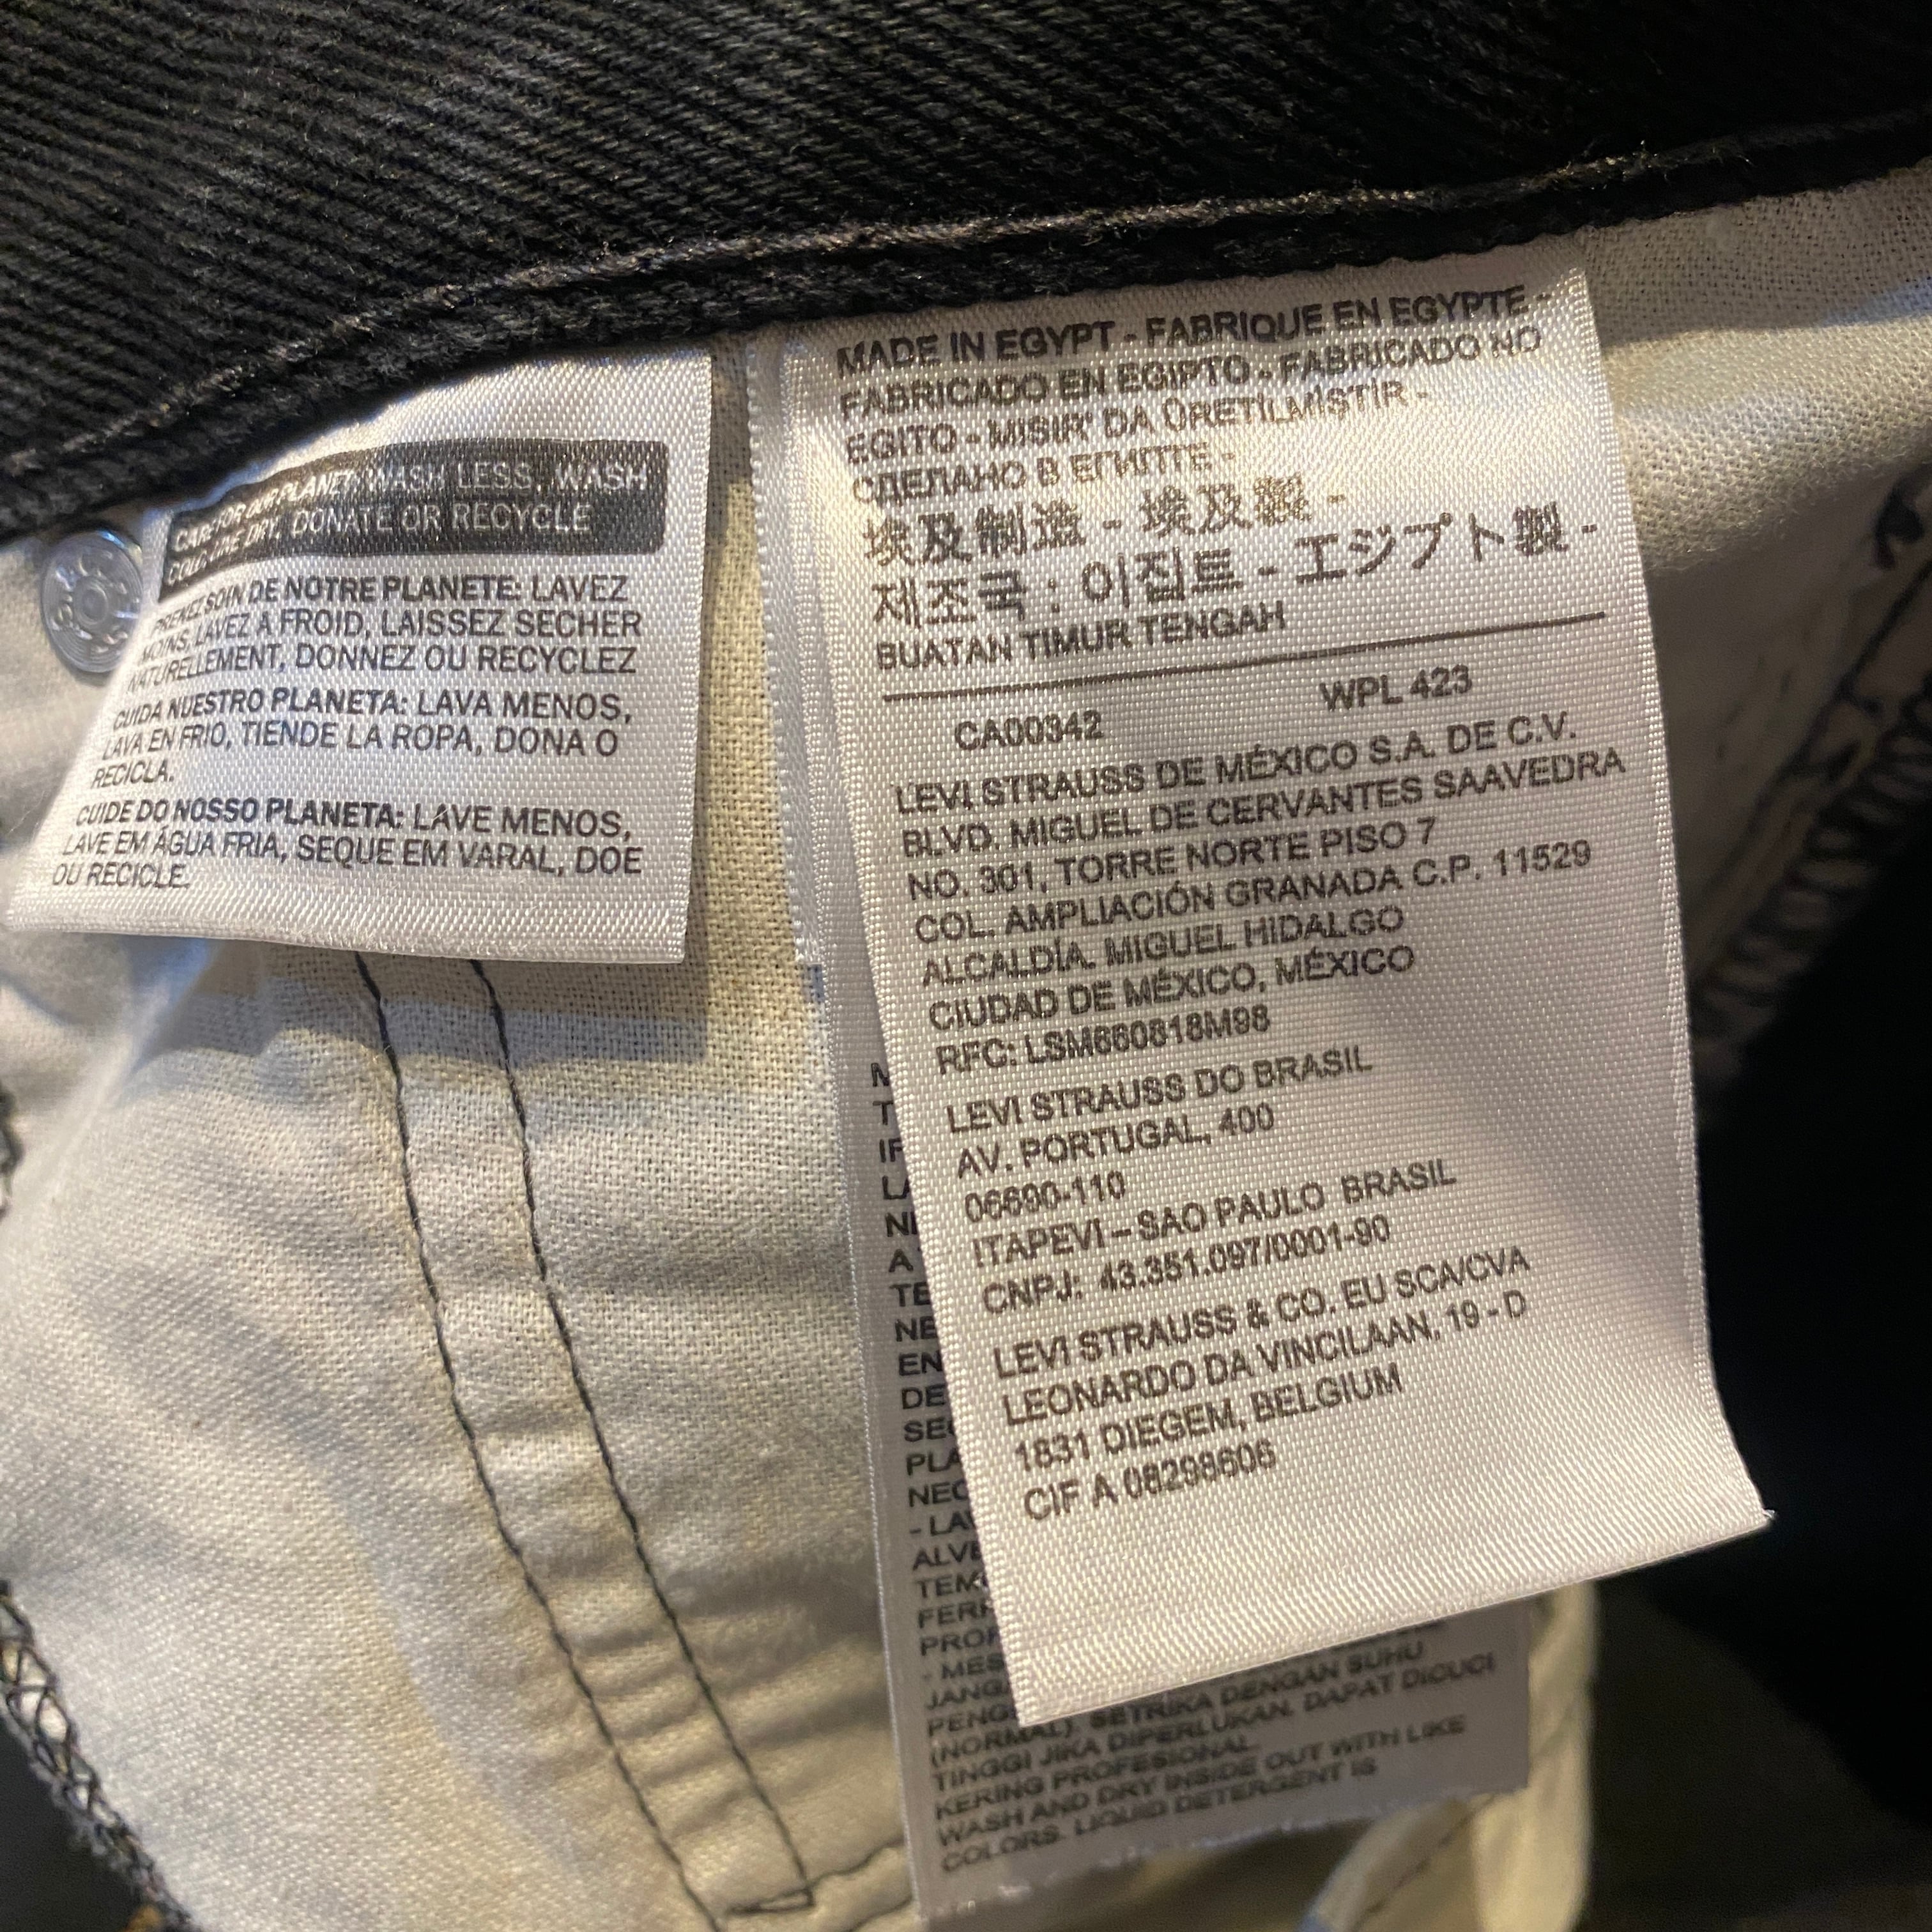 CARE FOR OUR PLANET: WASH LESS, WASH
COLD, LINE DRY, DONATE OR RECYCLE
PRENEZ SOIN DE NOTRE PLANETE: LAVEZ
MOINS, LAVEZ A FROID, LAISSEZ SECHER
NATURELLEMENT, DONNEZ OU RECYCLEZ
CUIDA NUESTRO PLANETA: LAVA MENOS,
LAVA EN FRIO, TIENDE LA ROPA, DONA O
RECICLA.
CUIDE DO NOSSO PLANETA: LAVE MENOS,
LAVE EM ÁGUA FRIA, SEQUE EM VARAL, DOE
OU RECICLE.
MADE IN EGYPT - FABRIQUE EN EGYPTE -
FABRICADO EN EGIPTO - FABRICADO NO
EGITO - MISIR' DA ÜRETİLMİSTİR -
СДЕЛАНО В ЕГИПТЕ -
埃及制造 - 埃及製 -
제조국 : 이집트 - エジプト製 -
BUATAN TIMUR TENGAH
CA00342 WPL 423
LEVI STRAUSS DE MÉXICO S.A. DE C.V.
BLVD. MIGUEL DE CERVANTES SAAVEDRA
NO. 301, TORRE NORTE PISO 7
COL. AMPLIACIÓN GRANADA C.P. 11529
ALCALDÍA. MIGUEL HIDALGO
CIUDAD DE MÉXICO, MÉXICO
RFC: LSM660818M98
LEVI STRAUSS DO BRASIL
AV. PORTUGAL, 400
06690-110
ITAPEVI – SAO PAULO BRASIL
CNPJ: 43.351.097/0001-90
LEVI STRAUSS & CO. EU SCA/CVA
LEONARDO DA VINCILAAN, 19 - D
1831 DIEGEM, BELGIUM
CIF A 08298606
DENGAN SUHU
(NORMAL). SETRIKA DENGAN SUHU
TINGGI JIKA DIPERLUKAN. DAPAT DICUCI
KERING PROFESIONAL
WASH AND DRY INSIDE OUT WITH LIKE
COLORS. LIQUID DETERGENT IS